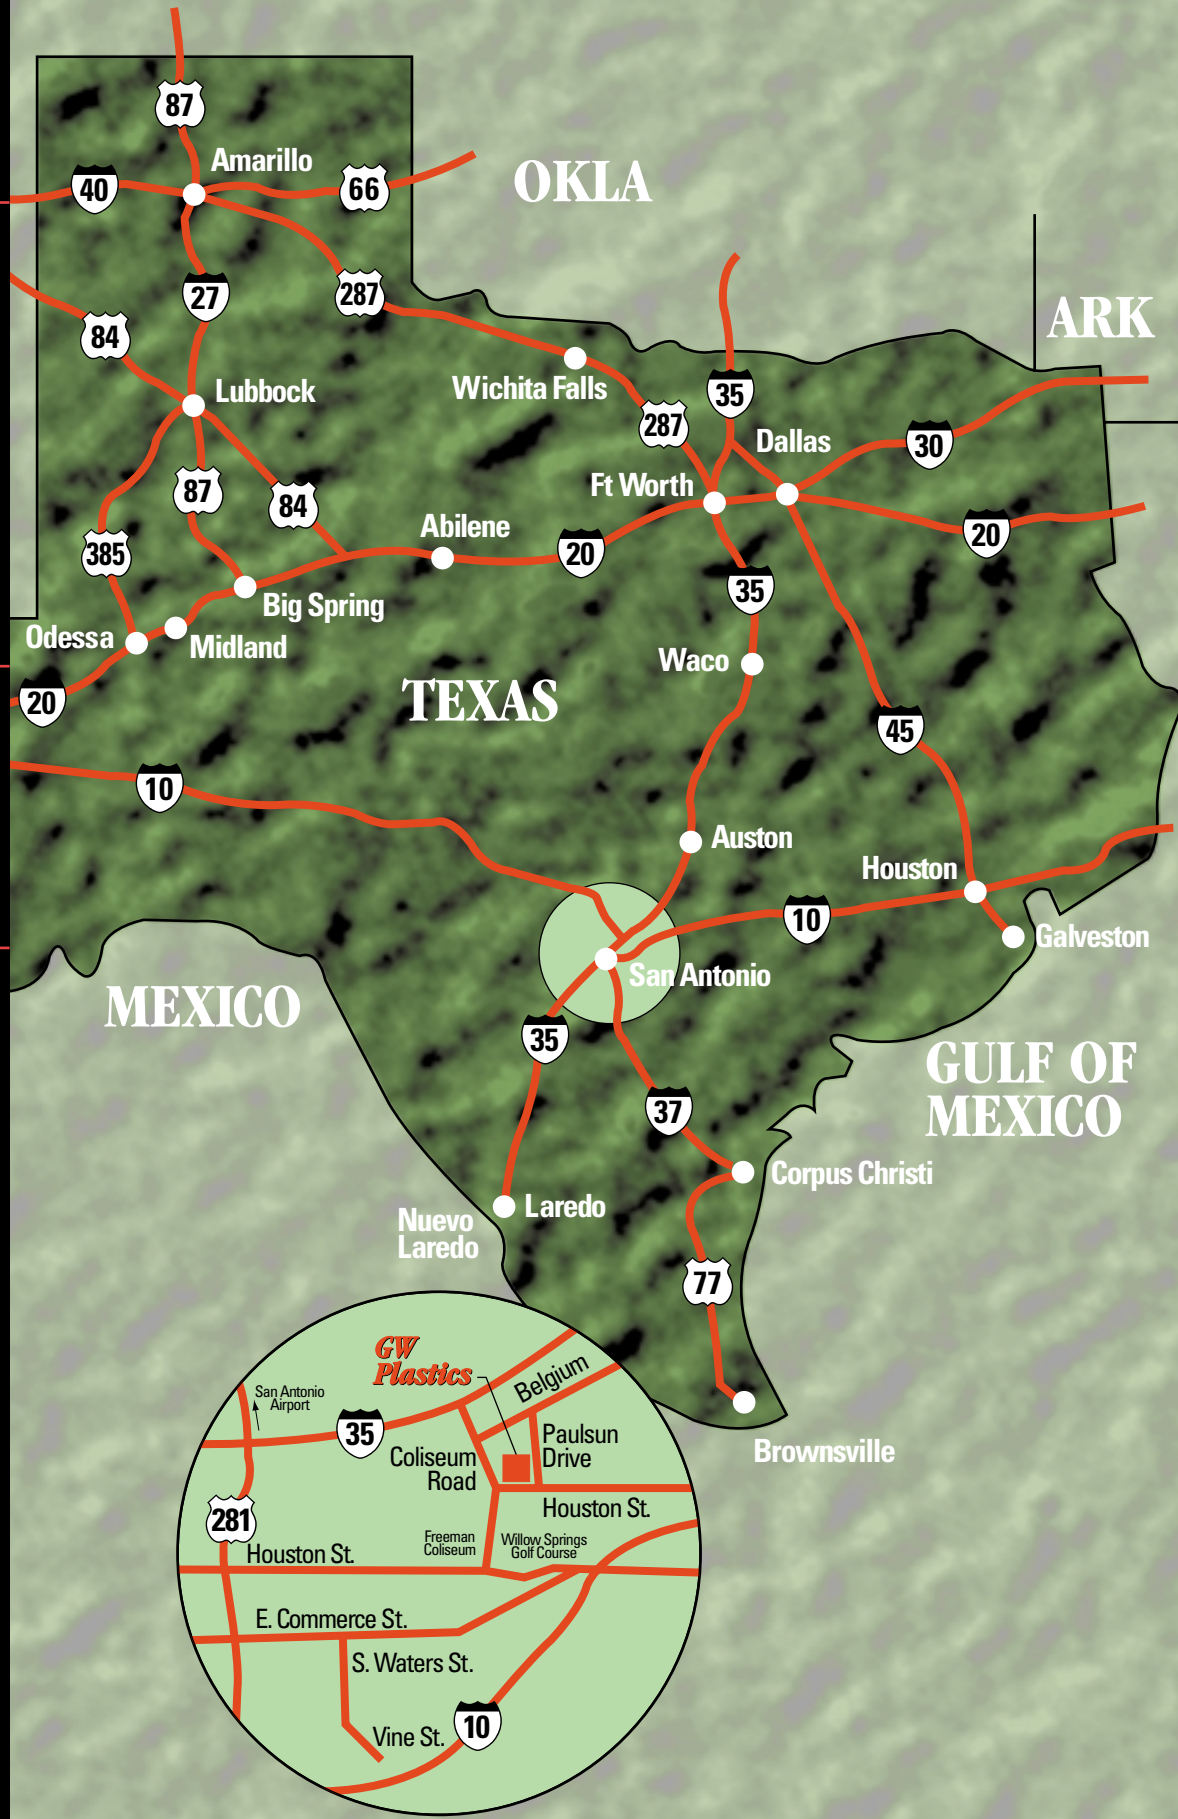 87
Amarillo
40
66
OKLA
27
287
84
ARK
Lubbock
Wichita Falls
35
287
Dallas
30
87
84
Ft Worth
385
Abilene
20
20
35
Big Spring
Odessa
Midland
Waco
20
TEXAS
45
10
Auston
Houston
10
Galveston
San Antonio
MEXICO
35
GULF OF
MEXICO
37
Corpus Christi
Laredo
Nuevo
Laredo
77
Brownsville
GW
Plastics
Belgium
San Antonio
Airport
35
Paulsun
Drive
Coliseum
Road
281
Houston St.
Freeman
Coliseum
Willow Springs
Golf Course
Houston St.
E. Commerce St.
S. Waters St.
Vine St.
10